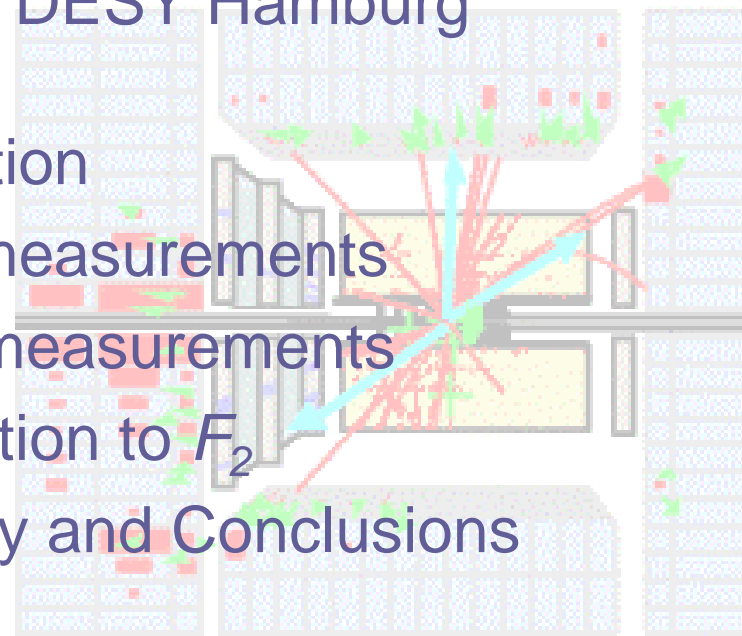 DESY Hamburg
tion
measurements
measurements
tion to F2
y and Conclusions